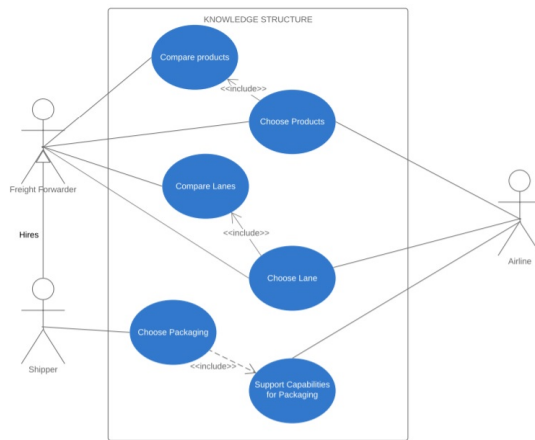 KNOWLEDGE STRUCTURE
Compare products
<<include>>
Choose Products
Freight Forwarder
Compare Lanes
Hires
<<include>>
Airline
Choose Lane
Choose Packaging
Shipper
<<include>>
Support Capabilities
for Packaging